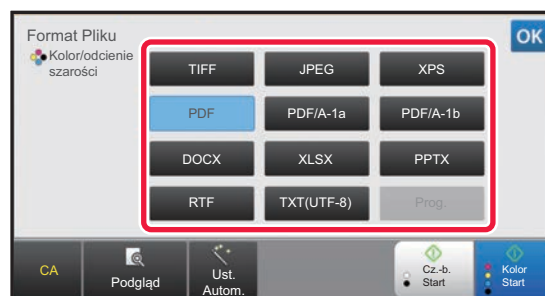 Format Pliku
OK
Kolor/odcienie
szarości
TIFF JPEG XPS
PDF PDF/A-1a PDF/A-1b
DOCX XLSX PPTX
RTF TXT(UTF-8) Prog.
CA
Podgląd
Ust.
Autom.
Cz.-b.
Start
Kolor
Start